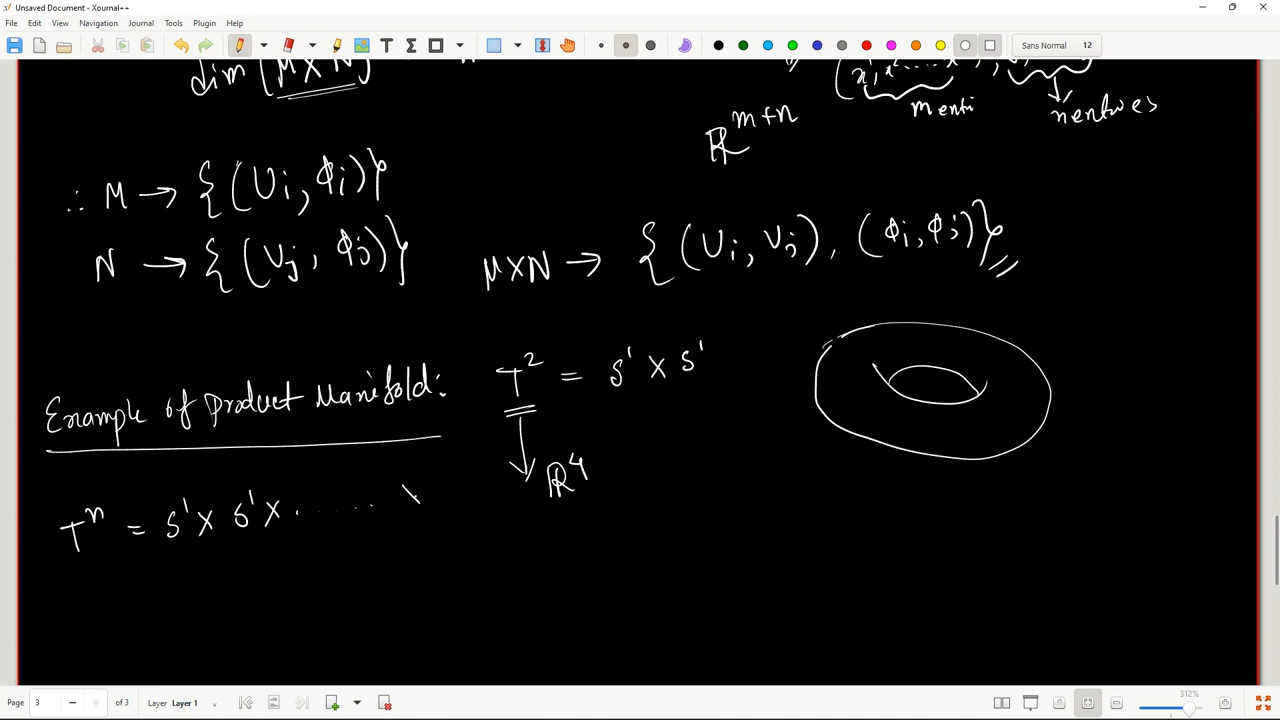 Unsaved Document - Xournal++
File Edit View Navigation Journal Tools Plugin Help
Sans Normal 12
dim (M×N)
m enti
n entries
ℝ^{m+n}
∴ M → {(U_i, φ_i)}
N → {(V_j, φ_j)}
M×N → {(U_i, V_j), (φ_i, φ_j)}
Example of Product Manifold:
T² = S¹ × S¹
ℝ⁴
Tⁿ = S¹ × S¹ × ........
Page 3 of 3 Layer Layer 1
312%